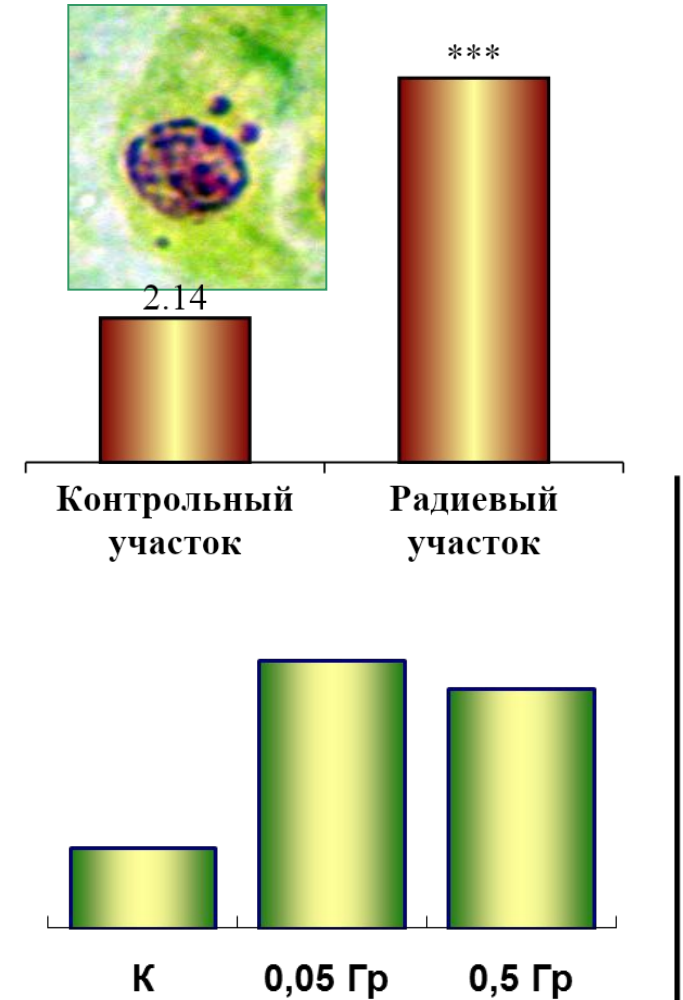 ***
2.14
Контрольный
участок
Радиевый
участок
К
0,05 Гр
0,5 Гр